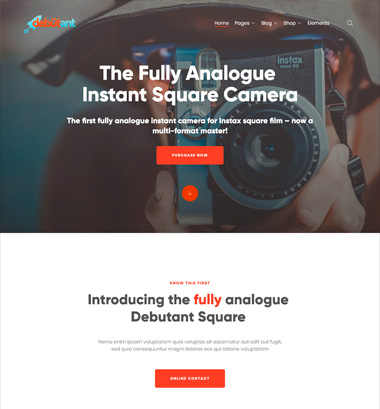 debutant
Home Pages Blog Shop Elements
instax
mini 90
The Fully Analogue
Instant Square Camera
The first fully analogue instant camera for Instax square film – now a
multi-format master!
PURCHASE NOW
KNOW THIS FIRST
Introducing the fully analogue
Debutant Square
Nemo enim ipsam voluptatem quia voluptas sit aspernatur aut odit aut fugit,
sed quia consequuntur magni dolores eos qui ratione voluptatem
ONLINE CONTACT